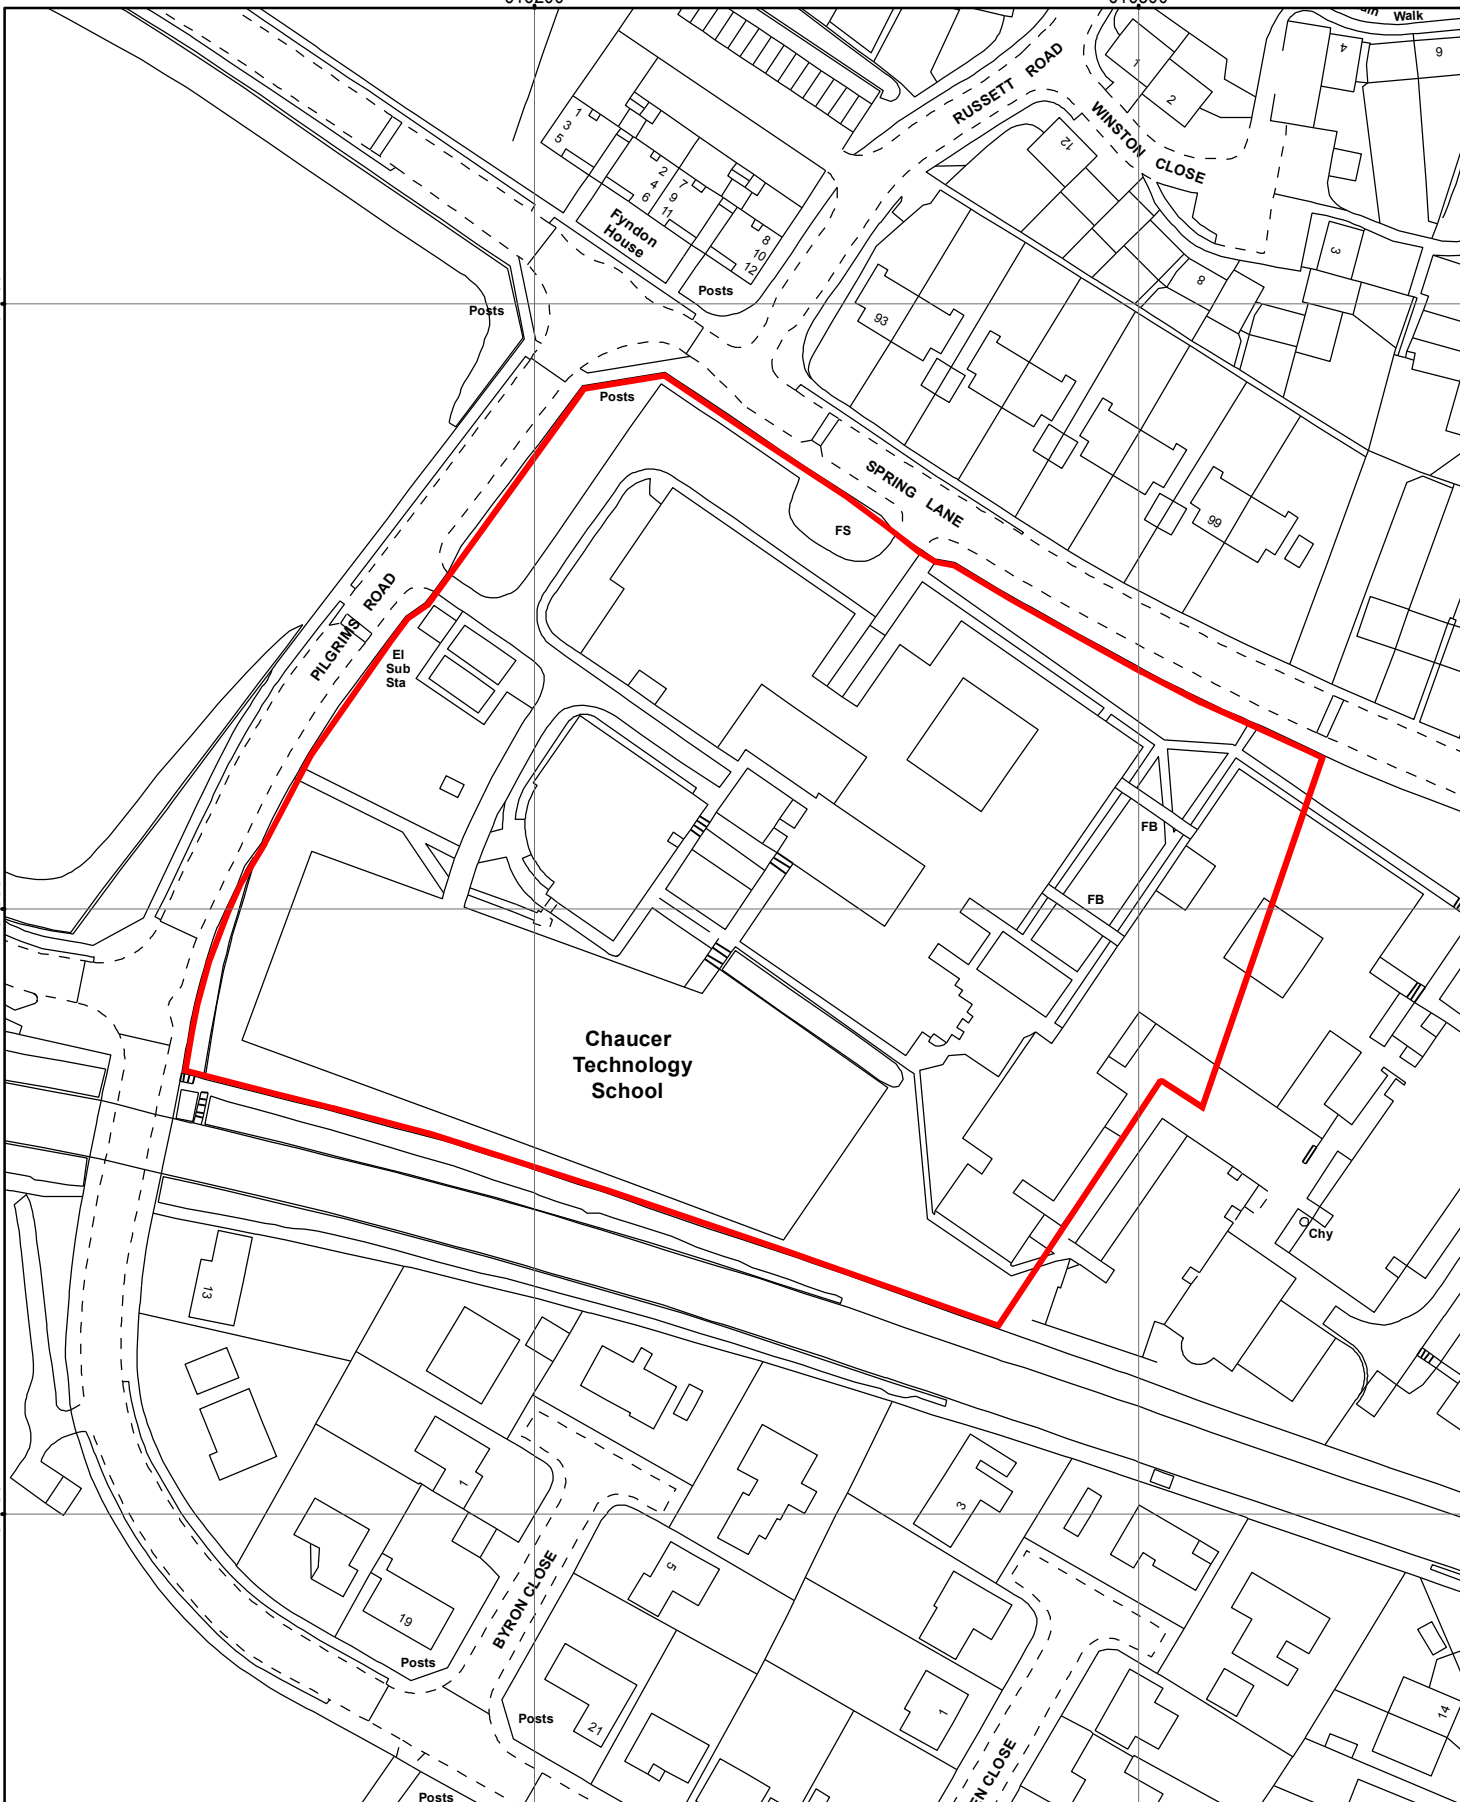 Walk
4
6
RUSSETT ROAD
1
2
WINSTON CLOSE
12
1
3
5
2
4
6
7
9
11
8
10
12
Fyndon
House
Posts
3
8
Posts
93
Posts
SPRING LANE
99
FS
PILGRIMS ROAD
El
Sub
Sta
FB
FB
Chaucer
Technology
School
Chy
13
1
3
5
19
BYRON CLOSE
Posts
21
Posts
1
14
CLOSE
Posts